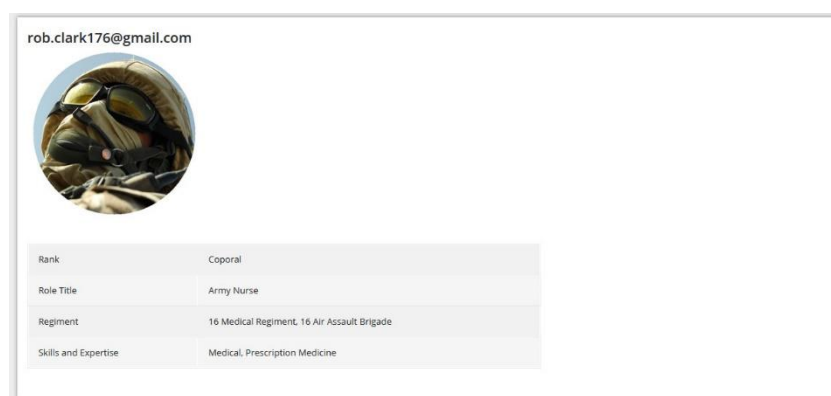 rob.clark176@gmail.com
Rank Coporal
Role Title Army Nurse
Regiment 16 Medical Regiment, 16 Air Assault Brigade
Skills and Expertise Medical, Prescription Medicine